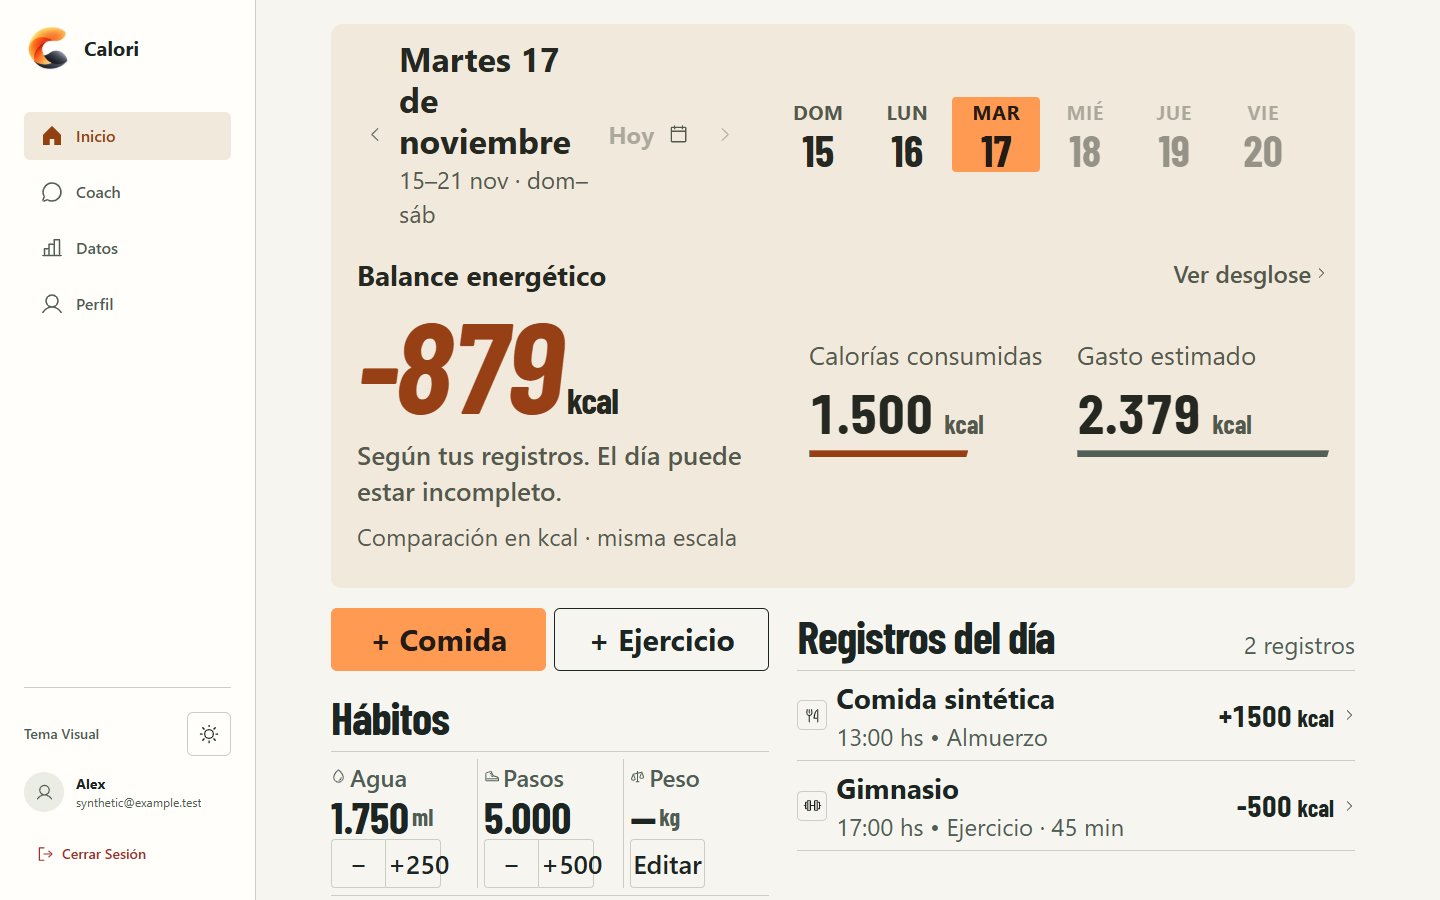 Calori
Inicio
Coach
Datos
Perfil
Tema Visual
Alex
synthetic@example.test
Cerrar Sesión
Martes 17
de
noviembre
15–21 nov · dom–
sáb
Hoy
DOM LUN MAR MIÉ JUE VIE
15 16 17 18 19 20
Balance energético
Ver desglose
-879 kcal
Según tus registros. El día puede
estar incompleto.
Comparación en kcal · misma escala
Calorías consumidas
1.500 kcal
Gasto estimado
2.379 kcal
+ Comida
+ Ejercicio
Hábitos
Agua
1.750 ml
− +250
Pasos
5.000
− +500
Peso
— kg
Editar
Registros del día
2 registros
Comida sintética
13:00 hs • Almuerzo
+1500 kcal
Gimnasio
17:00 hs • Ejercicio · 45 min
-500 kcal